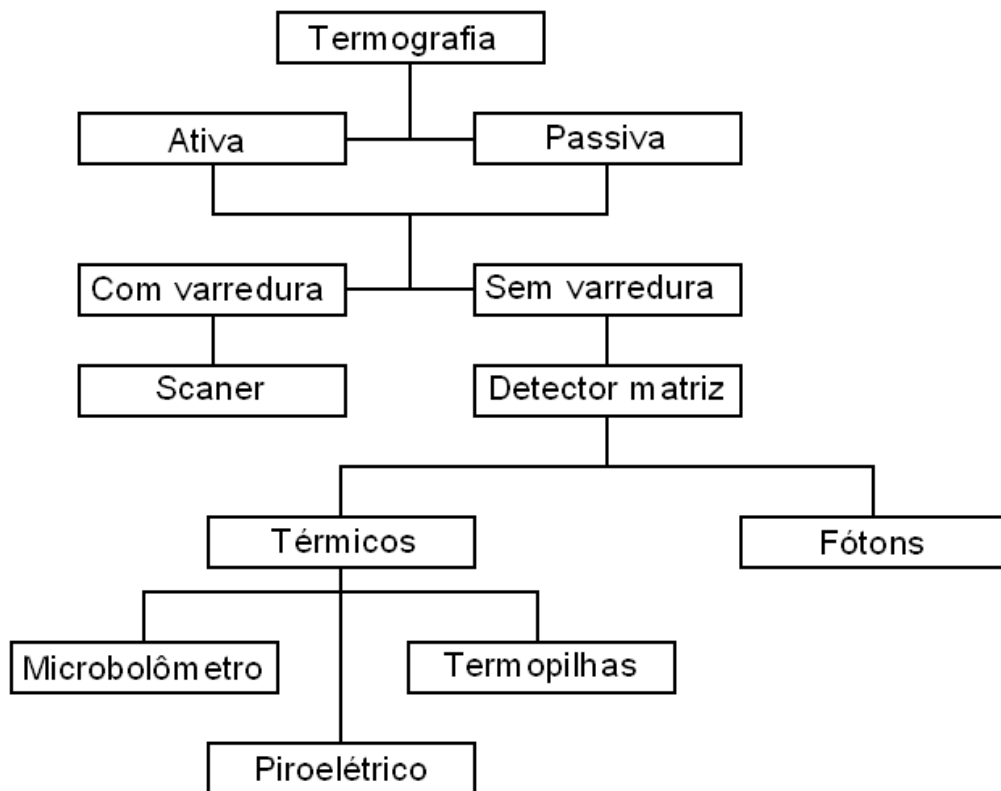 Termografia
Ativa
Passiva
Com varredura
Sem varredura
Scaner
Detector matriz
Térmicos
Fótons
Microbolômetro
Termopilhas
Piroelétrico